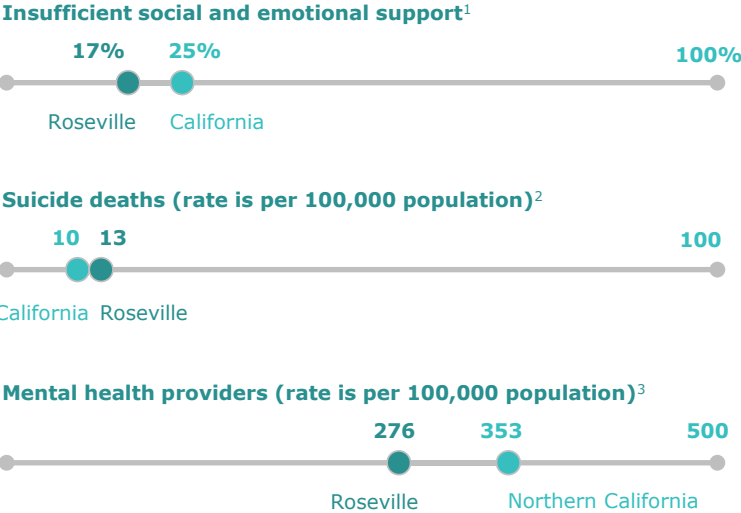 Insufficient social and emotional support¹
17% 25% 100%
Roseville California
Suicide deaths (rate is per 100,000 population)²
10 13 100
California Roseville
Mental health providers (rate is per 100,000 population)³
276 353 500
Roseville Northern California